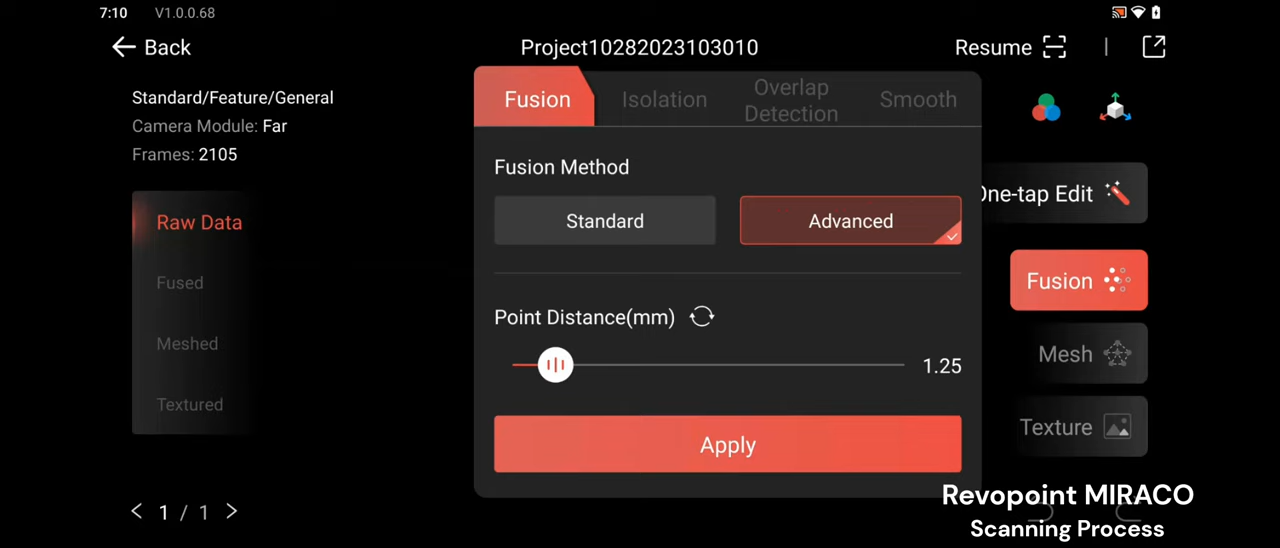 7:10 V1.0.0.68
Back
Project10282023103010
Resume
Standard/Feature/General
Camera Module: Far
Frames: 2105
Raw Data
Fused
Meshed
Textured
1 / 1
Fusion
Isolation
Overlap
Detection
Smooth
Fusion Method
Standard
Advanced
Point Distance(mm)
1.25
Apply
One-tap Edit
Fusion
Mesh
Texture
Revopoint MIRACO
Scanning Process